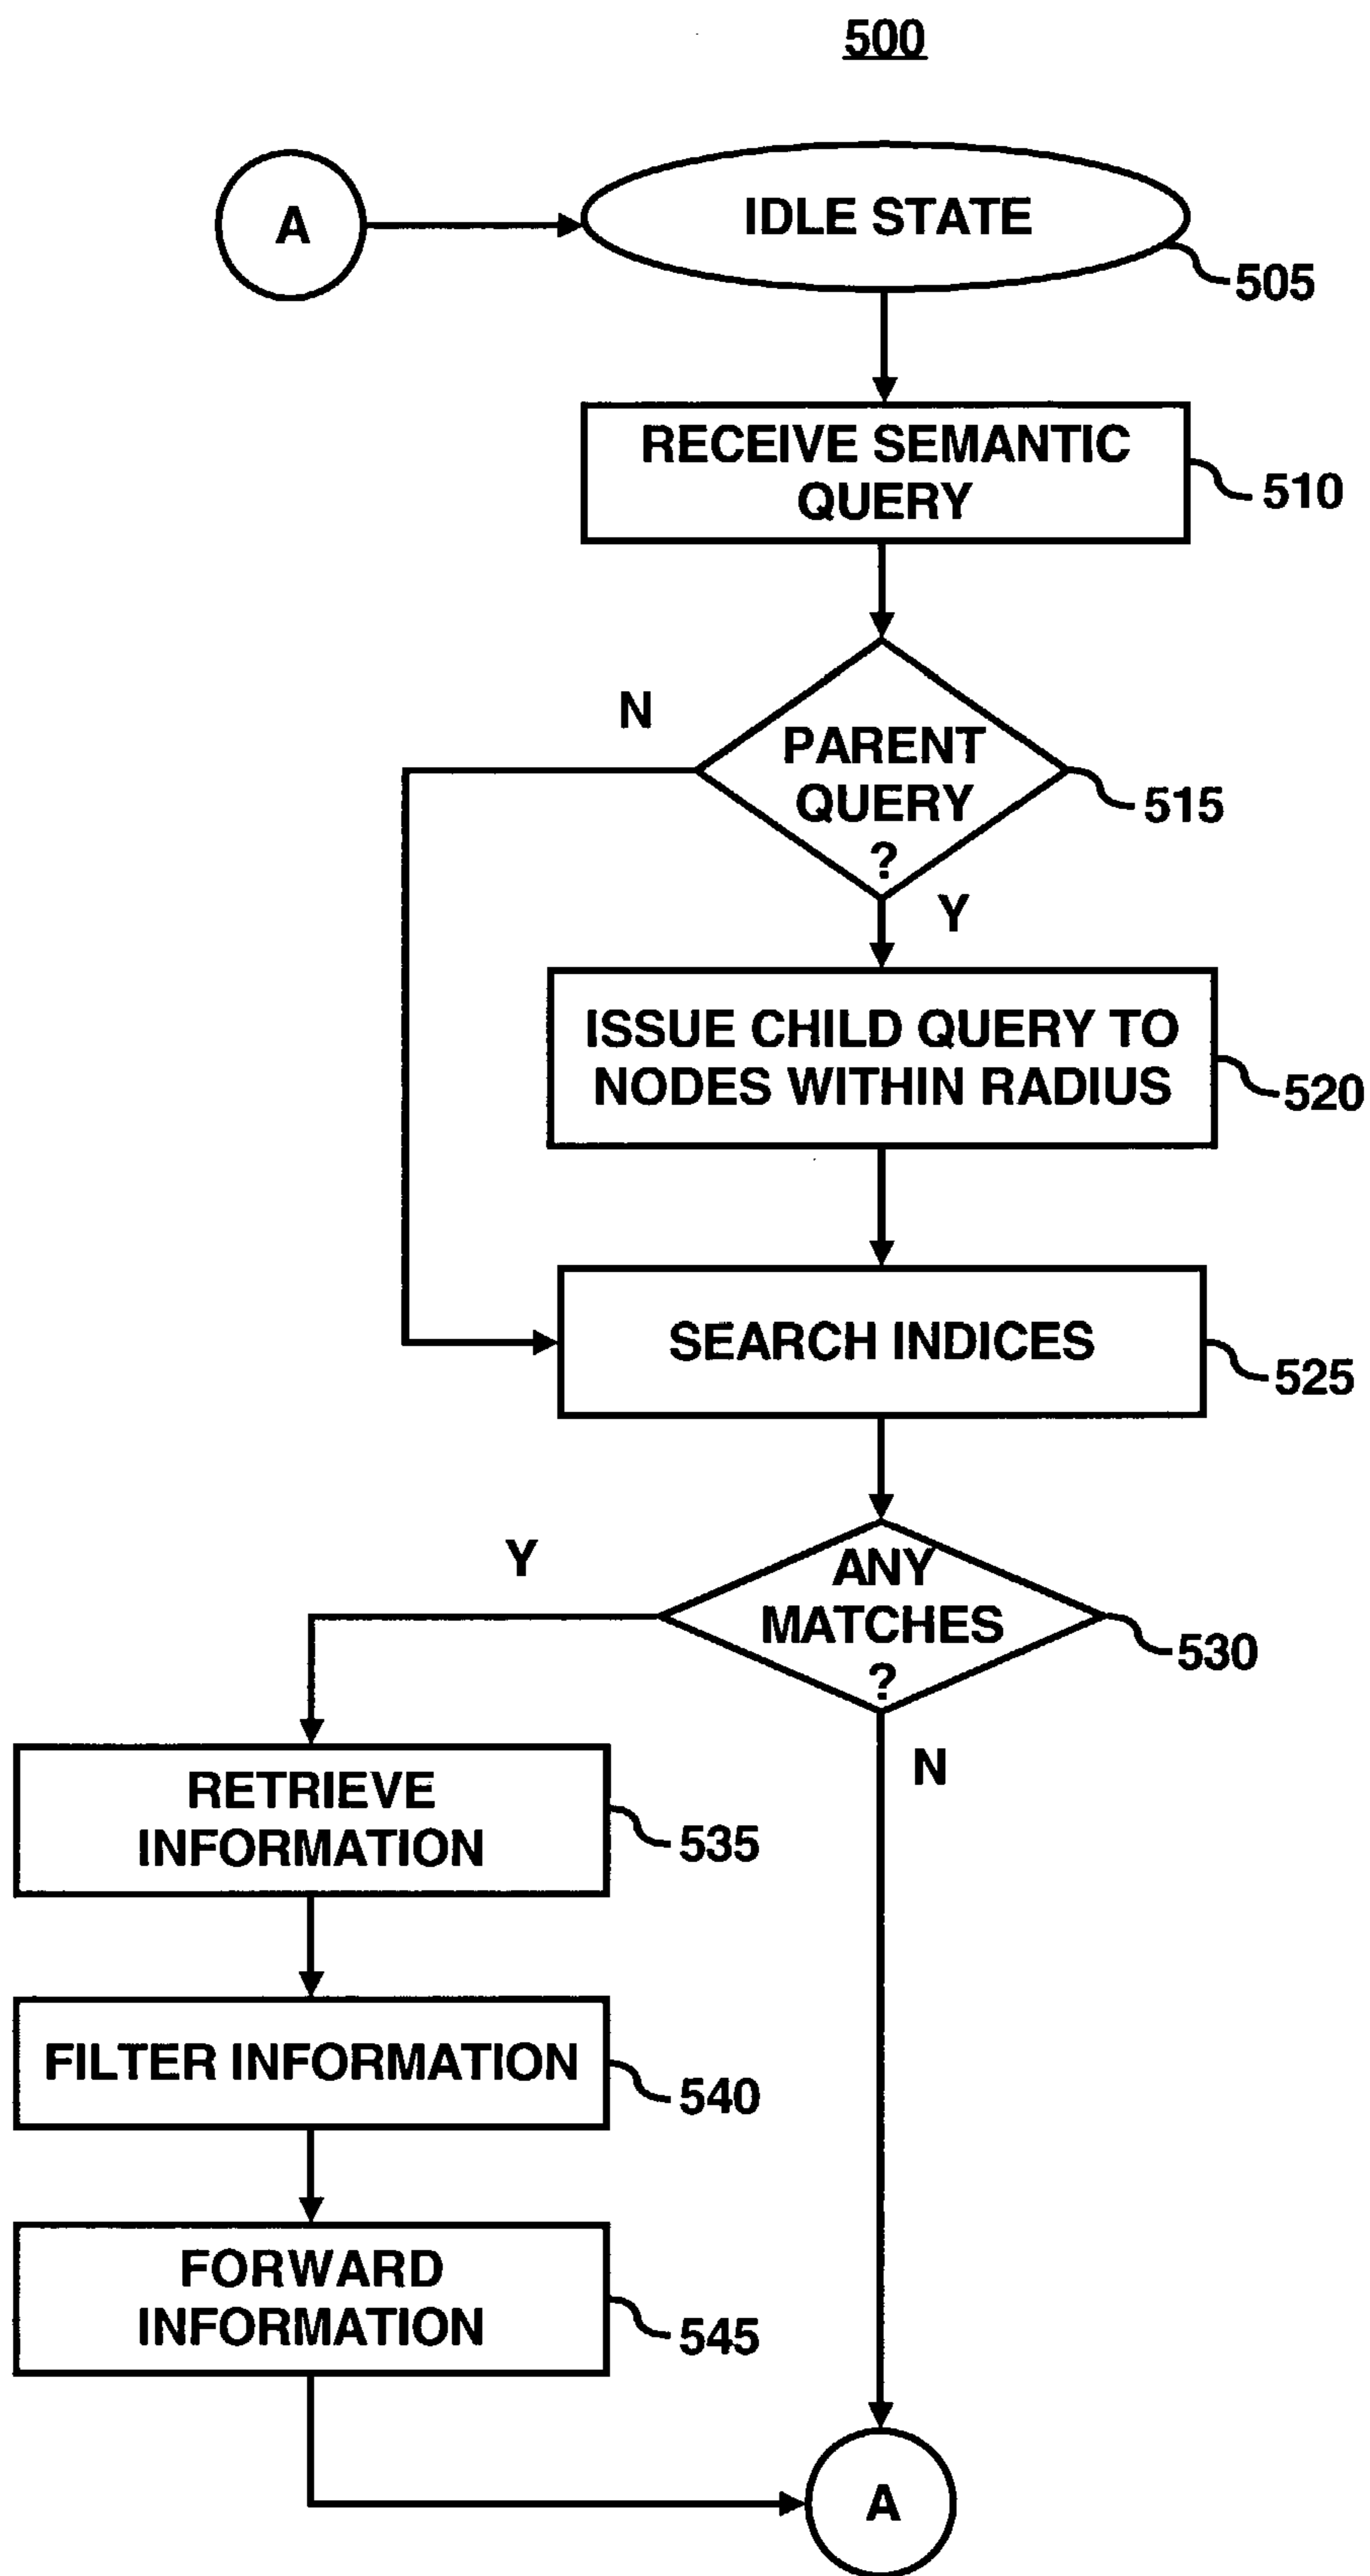 500
A
IDLE STATE
505
RECEIVE SEMANTIC
QUERY
510
N
PARENT
QUERY
?
515
Y
ISSUE CHILD QUERY TO
NODES WITHIN RADIUS
520
SEARCH INDICES
525
Y
ANY
MATCHES
?
530
N
RETRIEVE
INFORMATION
535
FILTER INFORMATION
540
FORWARD
INFORMATION
545
A